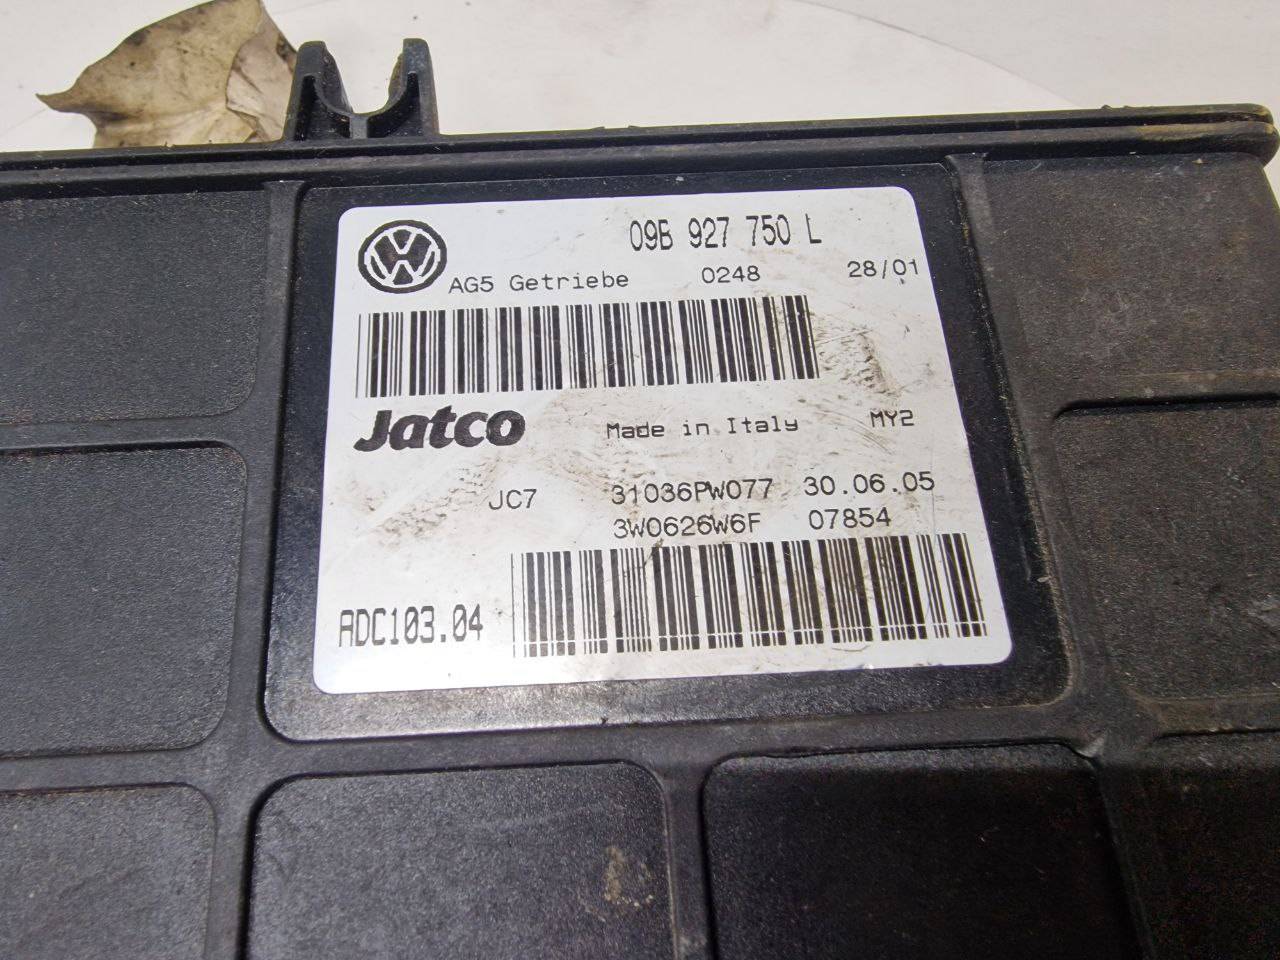 09B 927 750 L
AG5 Getriebe 0248 28/01
Jatco Made in Italy MY2
JC7 31036PW077 30.06.05
3W0626W6F 07854
ADC103.04